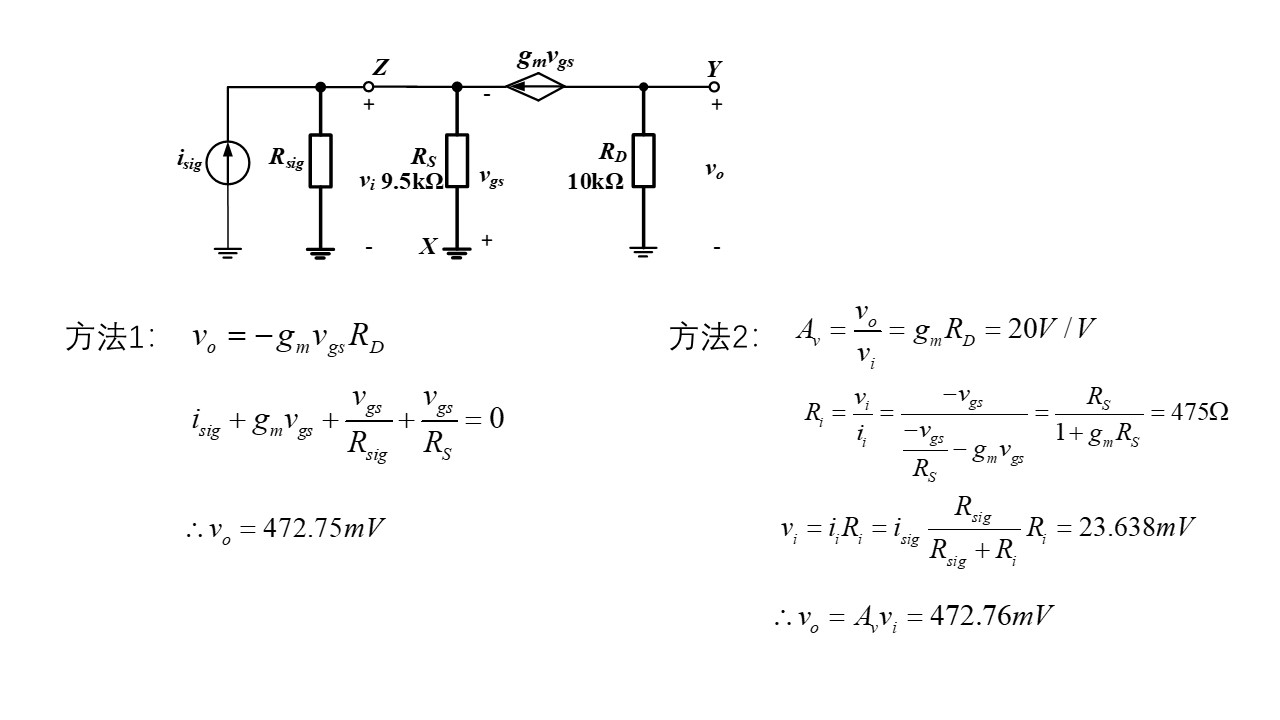 g_m v_gs
Z
Y
+
-
+
i_sig
R_sig
v_i
R_S
9.5kΩ
v_gs
R_D
10kΩ
v_o
-
X
+
-
方法1：
v_o = −g_m v_gs R_D
i_sig + g_m v_gs + v_gs/R_sig + v_gs/R_S = 0
∴ v_o = 472.75mV
方法2：
A_v = v_o/v_i = g_m R_D = 20V / V
R_i = v_i/i_i = −v_gs/(−v_gs/R_S − g_m v_gs) = R_S/(1 + g_m R_S) = 475Ω
v_i = i_i R_i = i_sig R_sig/(R_sig + R_i) R_i = 23.638mV
∴ v_o = A_v v_i = 472.76mV